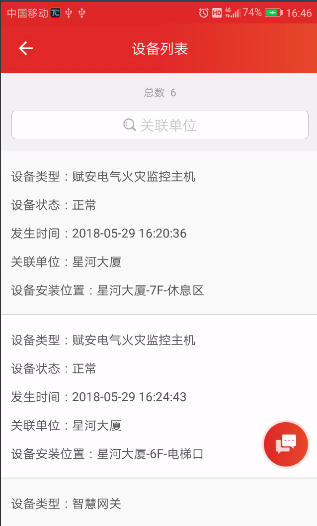 中国移动 HD 4G 74% 16:46
设备列表
总数 6
关联单位
设备类型：赋安电气火灾监控主机
设备状态：正常
发生时间：2018-05-29 16:20:36
关联单位：星河大厦
设备安装位置：星河大厦-7F-休息区
设备类型：赋安电气火灾监控主机
设备状态：正常
发生时间：2018-05-29 16:24:43
关联单位：星河大厦
设备安装位置：星河大厦-6F-电梯口
设备类型：智慧网关